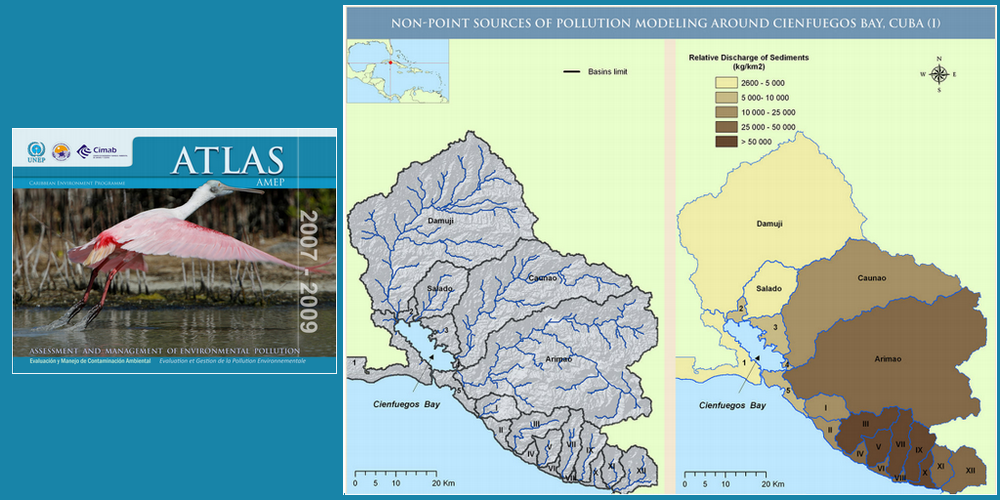 UNEP
Cimab
ATLAS
AMEP
CARIBBEAN ENVIRONMENT PROGRAMME
2007 - 2009
ASSESSMENT AND MANAGEMENT OF ENVIRONMENTAL POLLUTION
Evaluación y Manejo de Contaminación Ambiental Evaluation et Gestion de la Pollution Environnementale
NON-POINT SOURCES OF POLLUTION MODELING AROUND CIENFUEGOS BAY, CUBA (I)
Basins limit
Damuji
Salado
Caunao
3
Arimao
1
5
Cienfuegos Bay
I
II
III
IV
V
VI
VII
VIII
IX
X
XI
XII
0 5 10 20 Km
Relative Discharge of Sediments
(kg/km2)
2600 - 5 000
5 000- 10 000
10 000 - 25 000
25 000 - 50 000
> 50 000
N
W E
S
Damuji
Caunao
Salado
2
3
Arimao
1
4
5
Cienfuegos Bay
I
II
III
IV
V
VI
VII
VIII
IX
X
XI
XII
0 5 10 20 Km